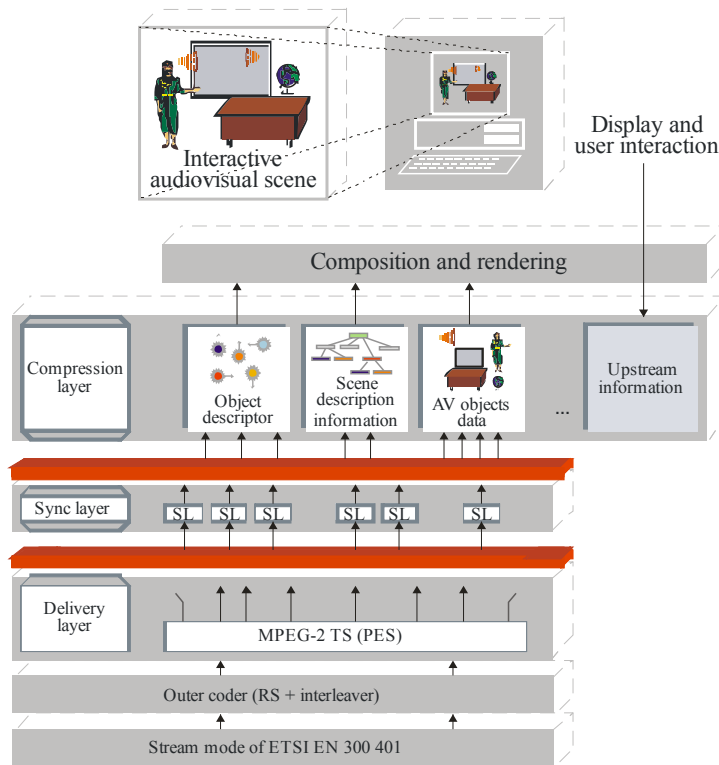 Interactive
audiovisual scene
Display and
user interaction
Composition and rendering
Compression
layer
Object
descriptor
Scene
description
information
AV objects
data
...
Upstream
information
Sync layer
SL SL SL SL SL SL
Delivery
layer
MPEG-2 TS (PES)
Outer coder (RS + interleaver)
Stream mode of ETSI EN 300 401